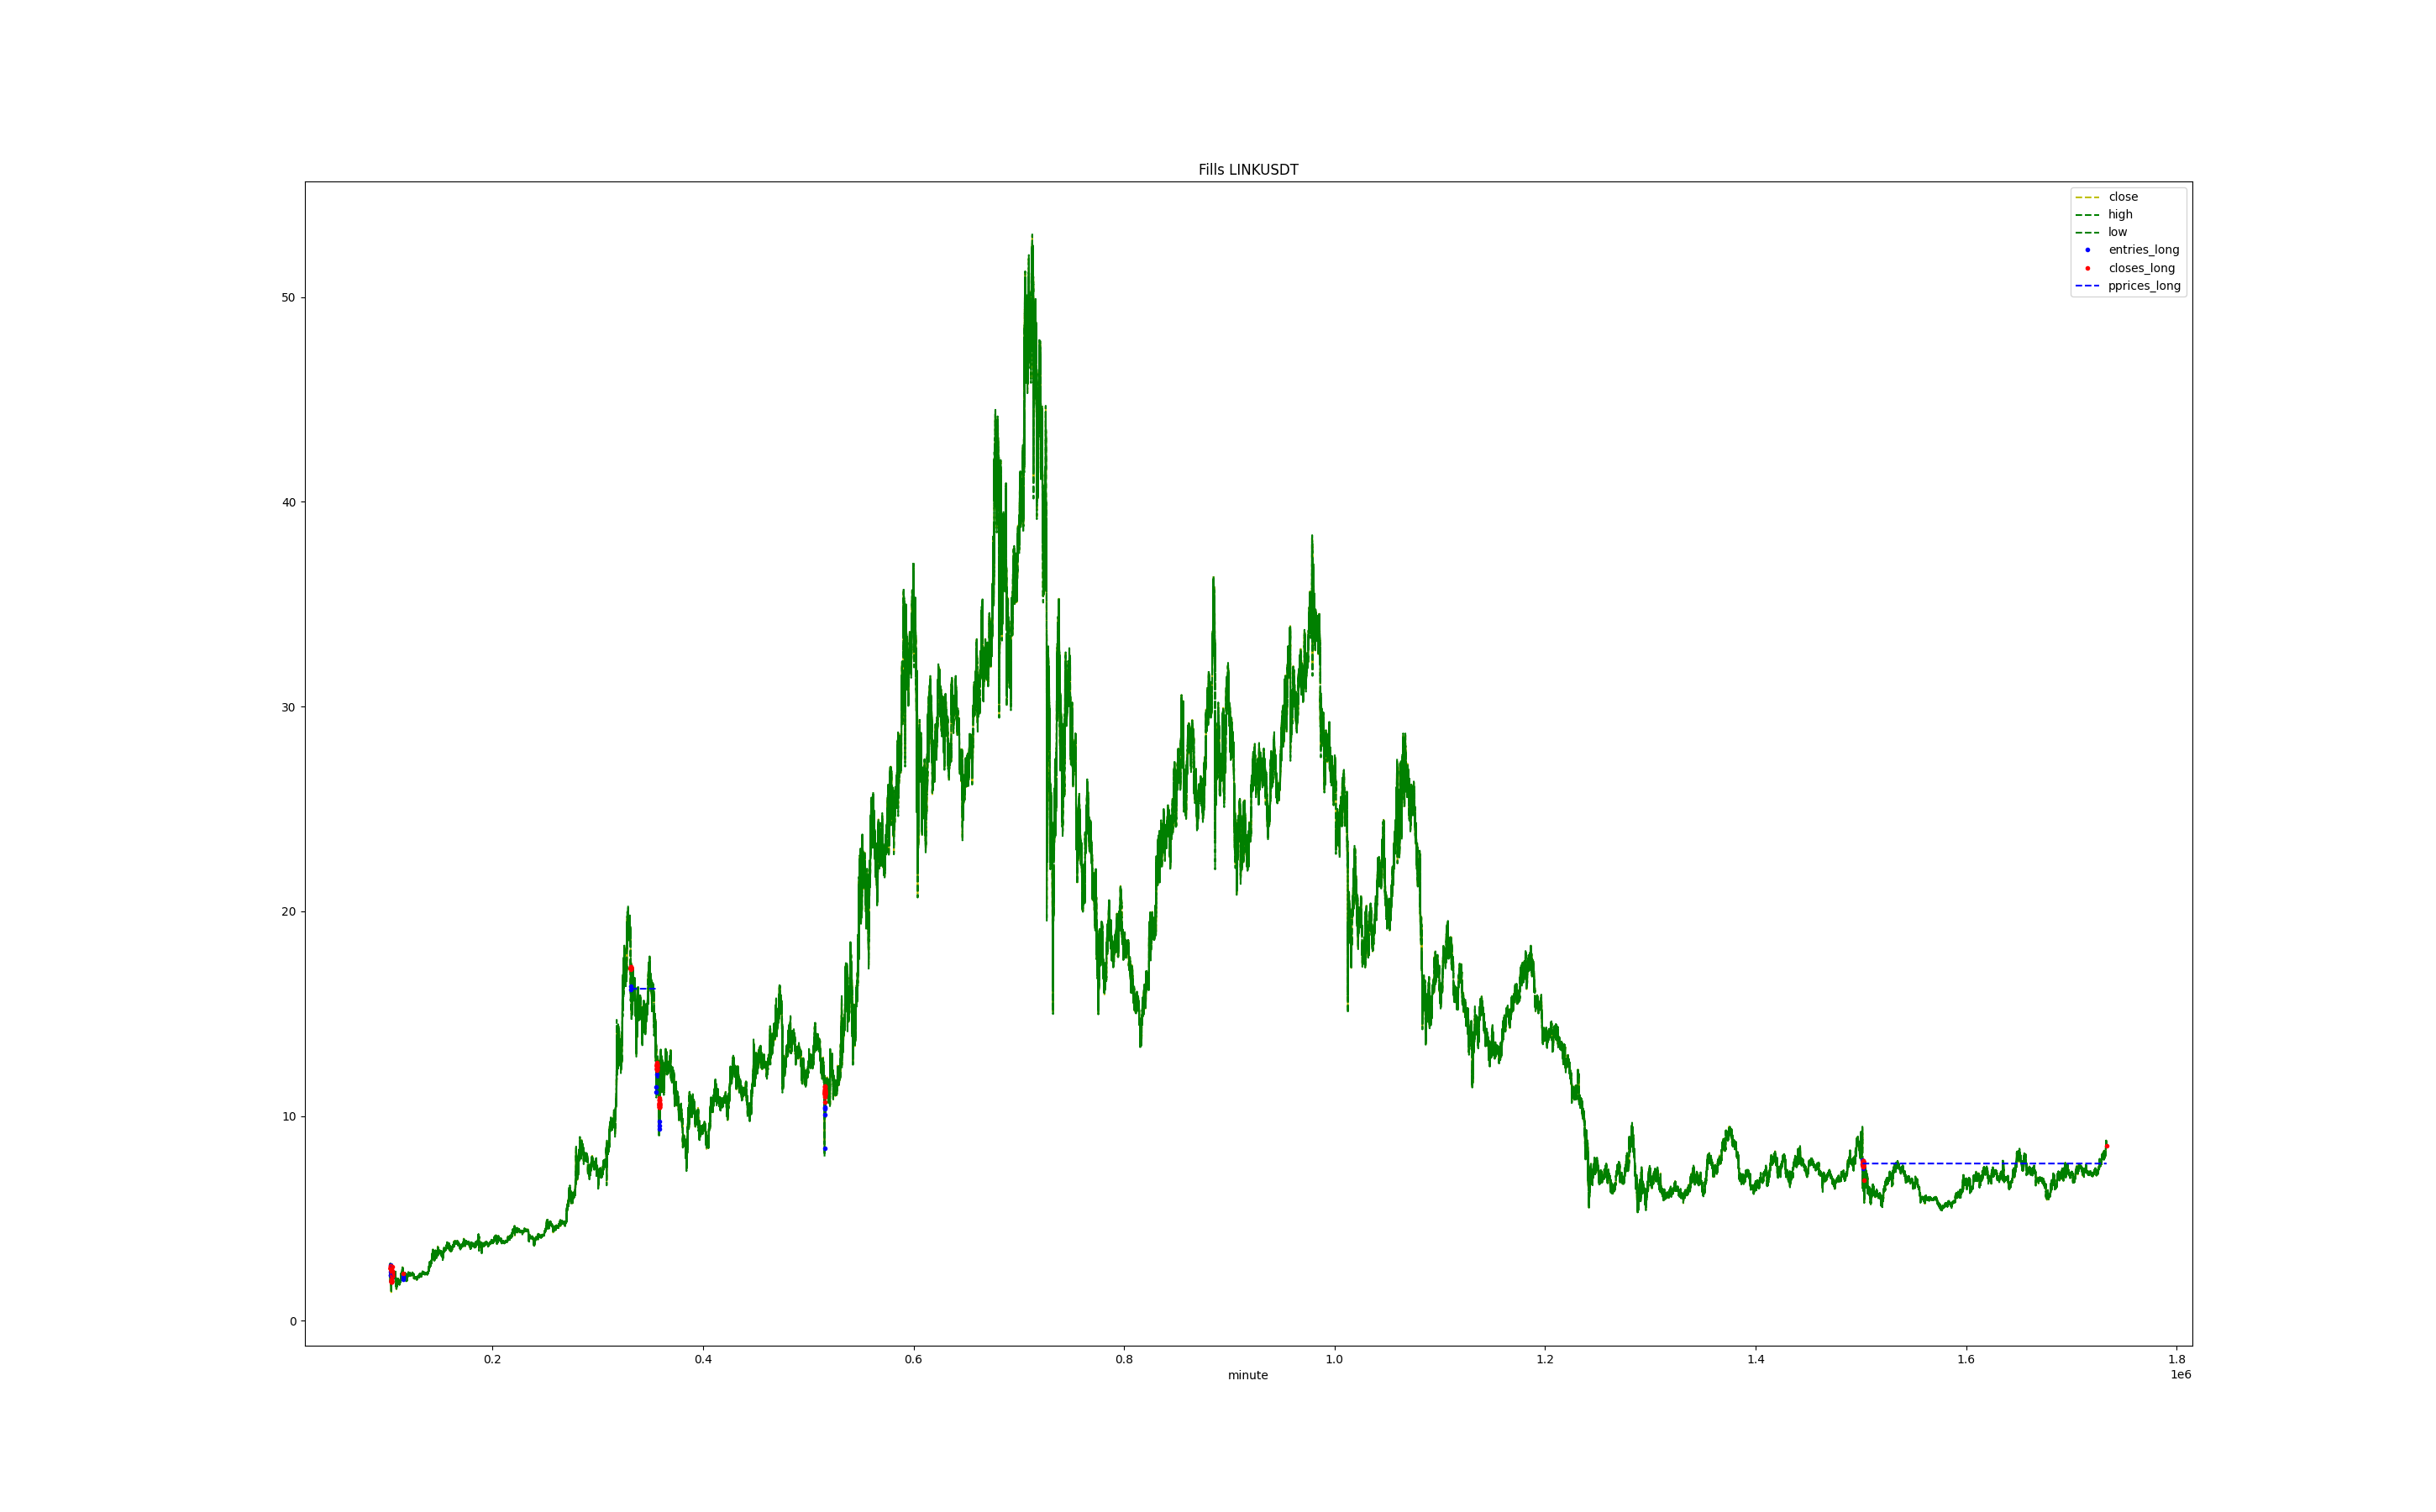 Fills LINKUSDT
close
high
low
entries_long
closes_long
pprices_long
50
40
30
20
10
0
0.2 0.4 0.6 0.8 1.0 1.2 1.4 1.6 1.8
minute 1e6